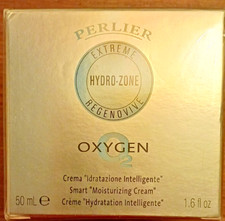 PERLIER
EXTREME
HYDRO-ZONE
REGENOVIVE
OXYGEN
O2
Crema "Idratazione Intelligente"
Smart "Moisturizing Cream"
Crème "Hydratation Intelligente"
50 mL e 1.6 fl oz